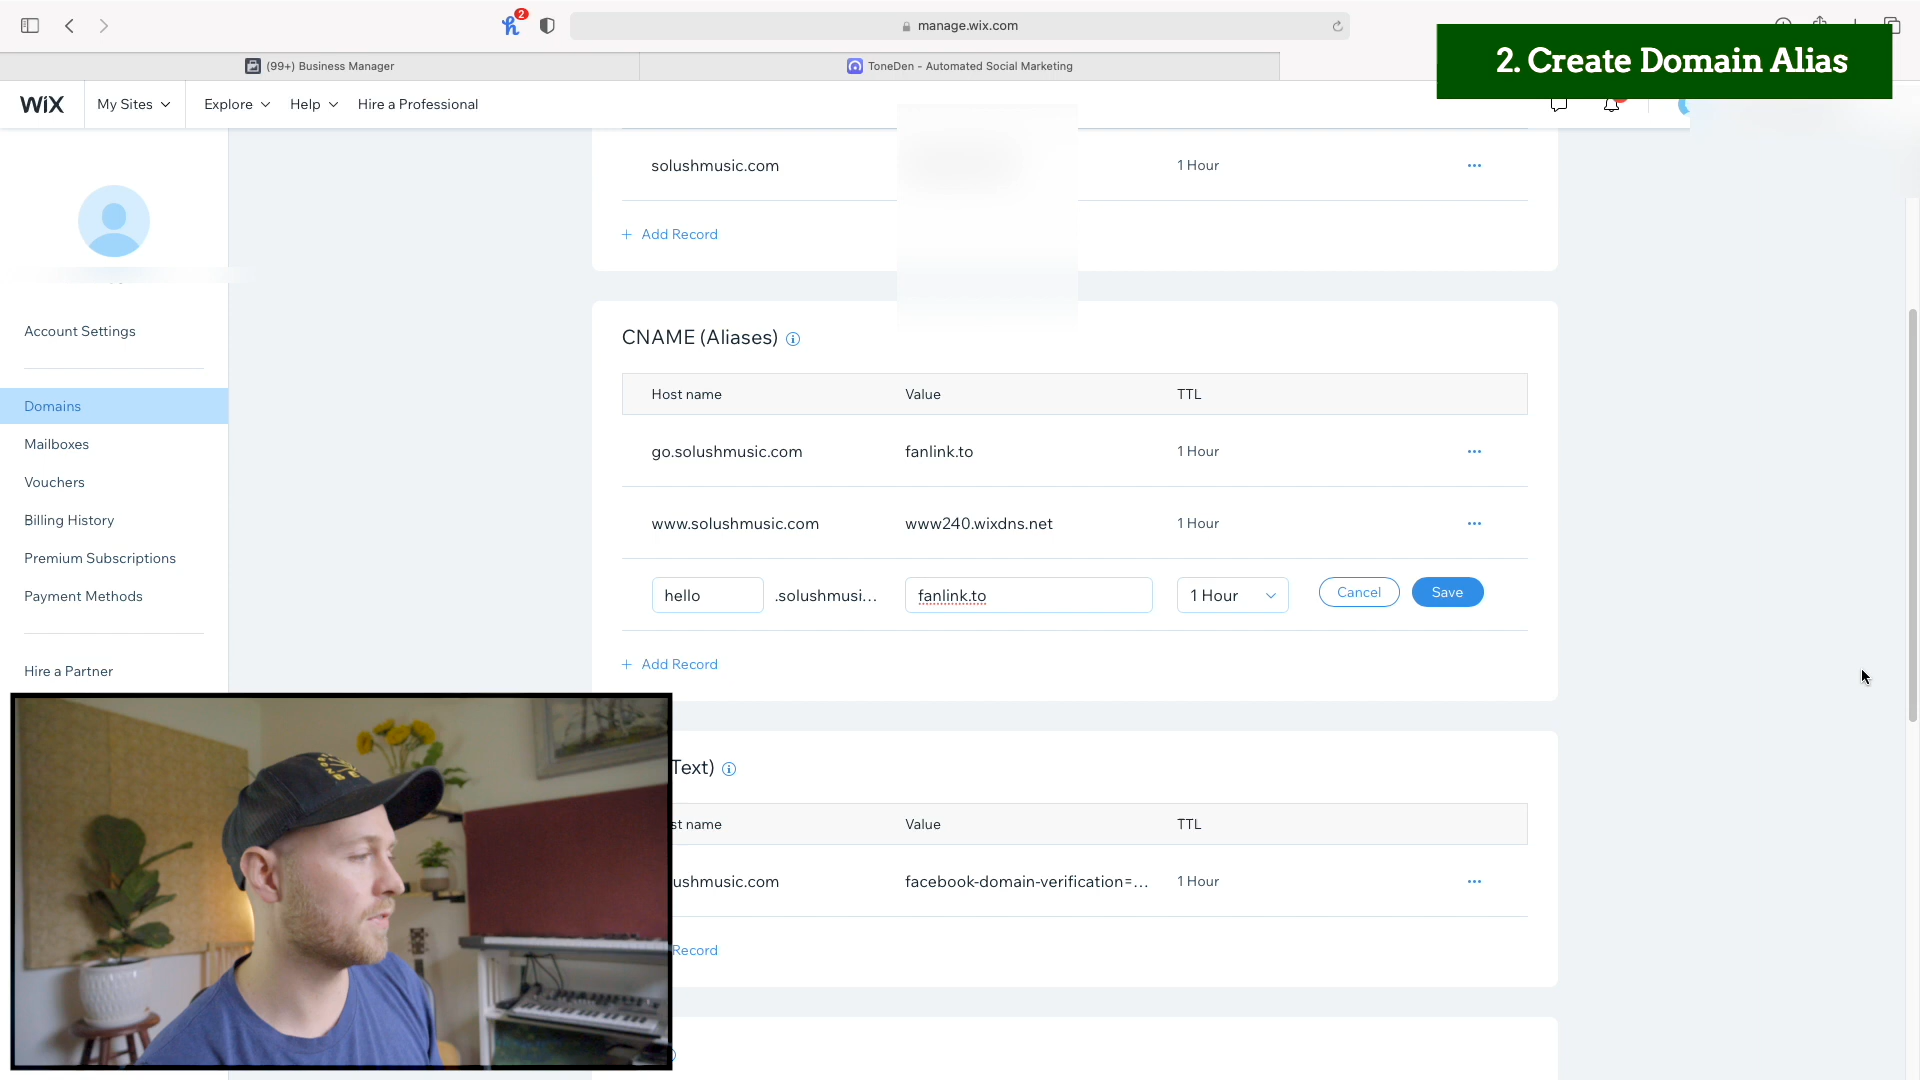 2
manage.wix.com
2. Create Domain Alias
(99+) Business Manager
ToneDen - Automated Social Marketing
WiX
My Sites
Explore
Help
Hire a Professional
solushmusic.com
1 Hour
+ Add Record
Account Settings
Domains
Mailboxes
Vouchers
Billing History
Premium Subscriptions
Payment Methods
Hire a Partner
CNAME (Aliases)
Host name
Value
TTL
go.solushmusic.com
fanlink.to
1 Hour
www.solushmusic.com
www240.wixdns.net
1 Hour
hello
.solushmusi...
fanlink.to
1 Hour
Cancel
Save
+ Add Record
Text)
st name
Value
TTL
ushmusic.com
facebook-domain-verification=...
1 Hour
Record